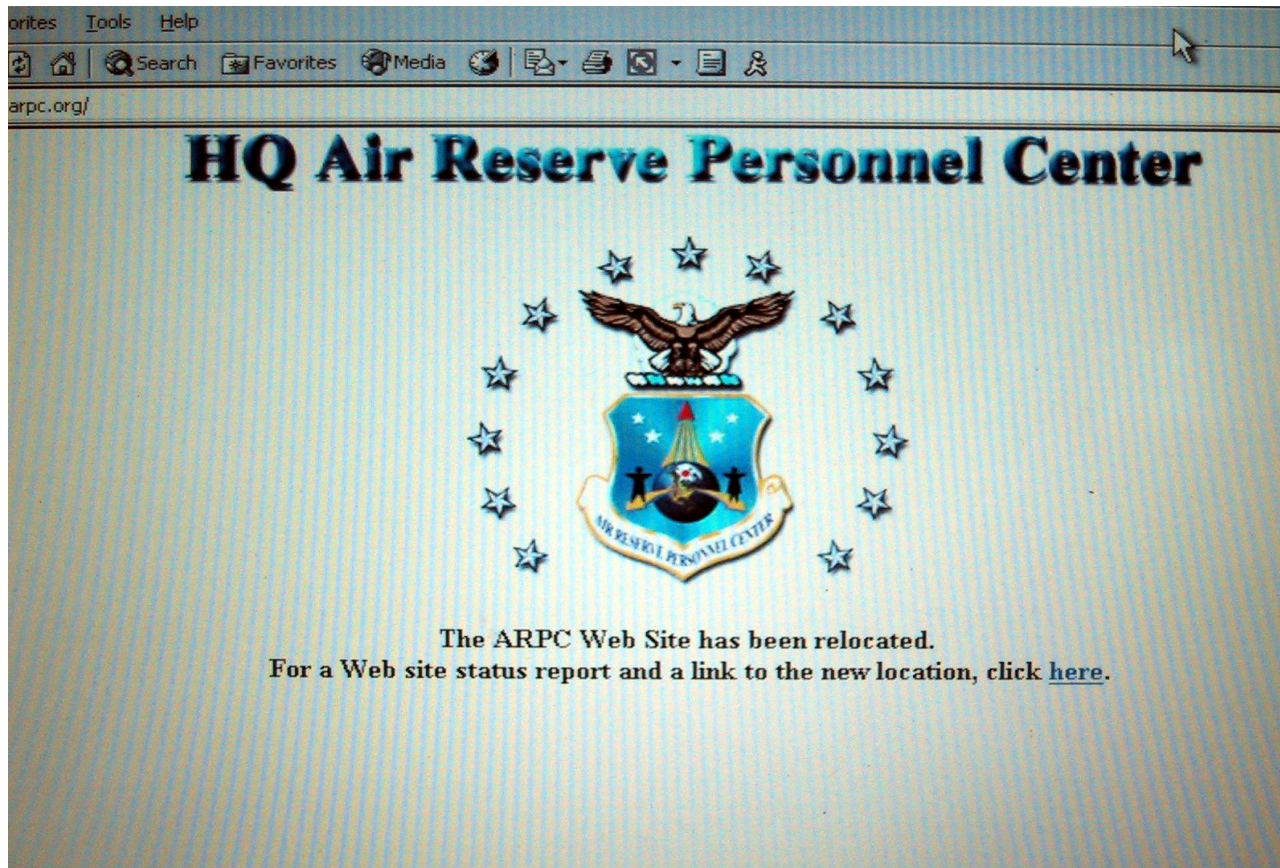 orites Tools Help
Search Favorites Media
arpc.org/
HQ Air Reserve Personnel Center
AIR RESERVE PERSONNEL CENTER
The ARPC Web Site has been relocated.
For a Web site status report and a link to the new location, click here.